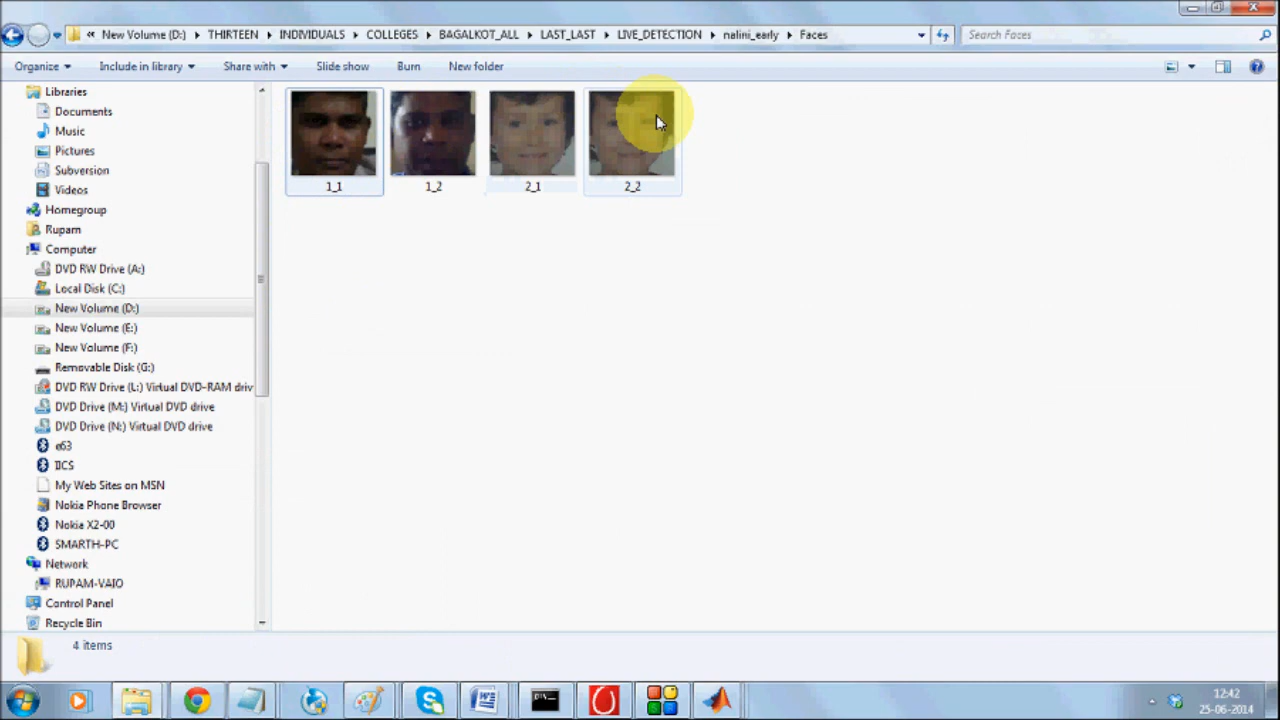 « New Volume (D:) ▸ THIRTEEN ▸ INDIVIDUALS ▸ COLLEGES ▸ BAGALKOT_ALL ▸ LAST_LAST ▸ LIVE_DETECTION ▸ nalini_early ▸ Faces
Search Faces
Organize Include in library Share with Slide show Burn New folder
Libraries
Documents
Music
Pictures
Subversion
Videos
Homegroup
Rupam
Computer
DVD RW Drive (A:)
Local Disk (C:)
New Volume (D:)
New Volume (E:)
New Volume (F:)
Removable Disk (G:)
DVD RW Drive (L:) Virtual DVD-RAM driv
DVD Drive (M:) Virtual DVD drive
DVD Drive (N:) Virtual DVD drive
e63
IICS
My Web Sites on MSN
Nokia Phone Browser
Nokia X2-00
SMARTH-PC
Network
RUPAM-VAIO
Control Panel
Recycle Bin
1_1 1_2 2_1 2_2
4 items
12:42
25-06-2014